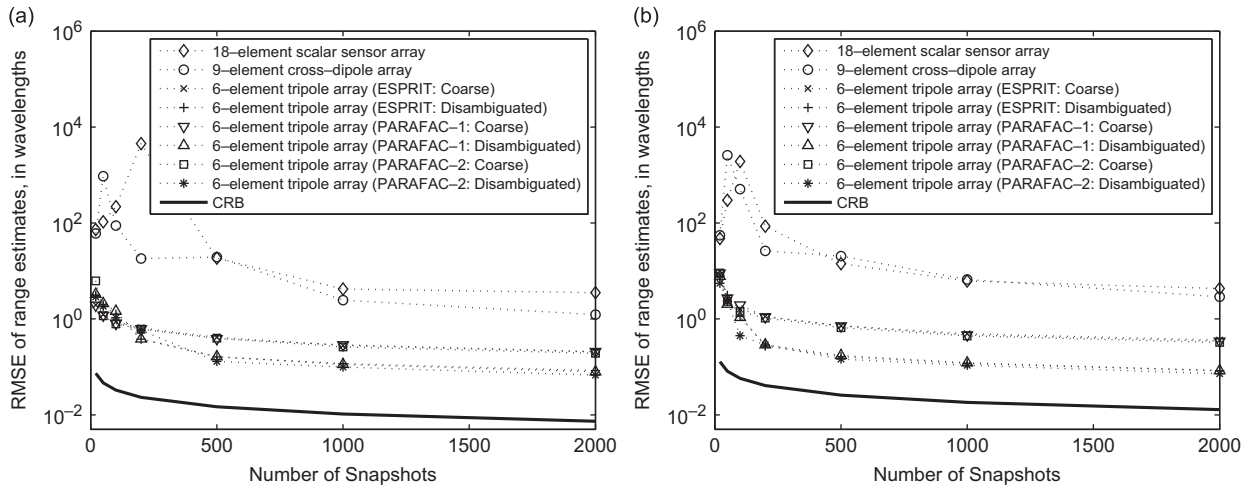 (a)
RMSE of range estimates, in wavelengths
10^6
10^4
10^2
10^0
10^−2
18–element scalar sensor array
9–element cross–dipole array
6–element tripole array (ESPRIT: Coarse)
6–element tripole array (ESPRIT: Disambiguated)
6–element tripole array (PARAFAC–1: Coarse)
6–element tripole array (PARAFAC–1: Disambiguated)
6–element tripole array (PARAFAC–2: Coarse)
6–element tripole array (PARAFAC–2: Disambiguated)
CRB
0 500 1000 1500 2000
Number of Snapshots
(b)
RMSE of range estimates, in wavelengths
10^6
10^4
10^2
10^0
10^−2
18–element scalar sensor array
9–element cross–dipole array
6–element tripole array (ESPRIT: Coarse)
6–element tripole array (ESPRIT: Disambiguated)
6–element tripole array (PARAFAC–1: Coarse)
6–element tripole array (PARAFAC–1: Disambiguated)
6–element tripole array (PARAFAC–2: Coarse)
6–element tripole array (PARAFAC–2: Disambiguated)
CRB
0 500 1000 1500 2000
Number of Snapshots